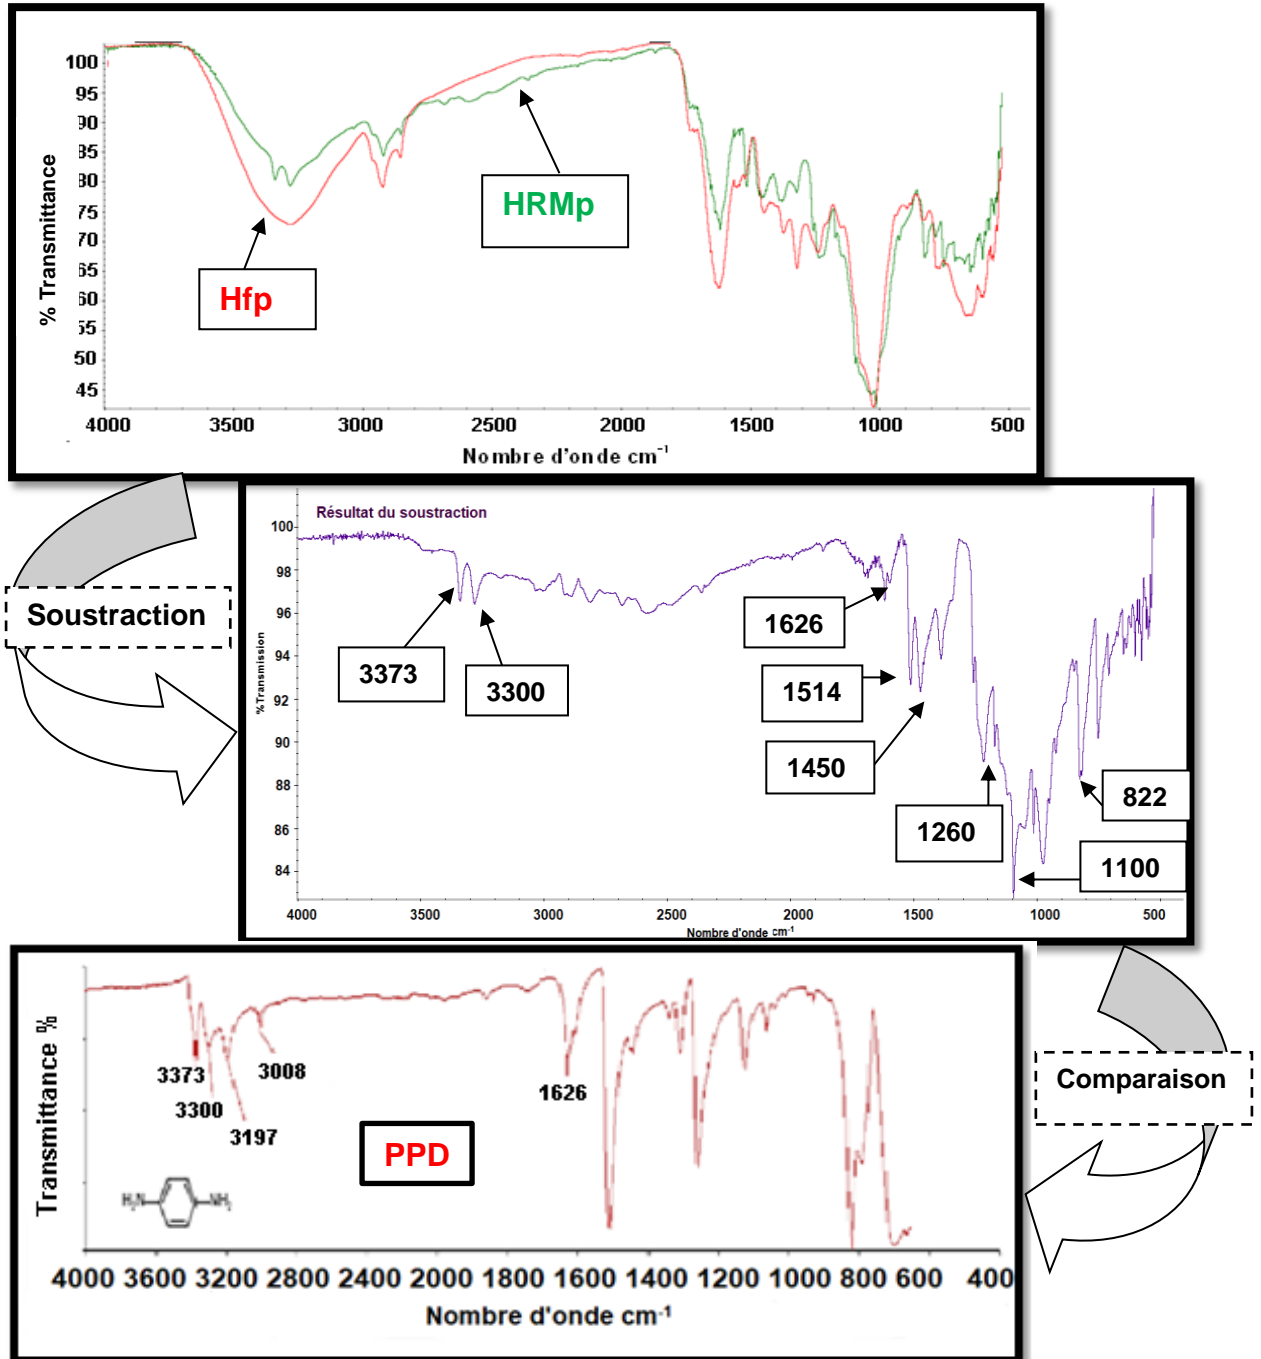 % Transmittance
100
95
90
85
80
75
70
65
60
55
50
45
HRMp
Hfp
4000 3500 3000 2500 2000 1500 1000 500
Nombre d'onde cm⁻¹
Soustraction
Résultat du soustraction
%Transmission
100
98
96
94
92
90
88
86
84
3373
3300
1626
1514
1450
1260
822
1100
4000 3500 3000 2500 2000 1500 1000 500
Nombre d'onde cm-1
Comparaison
Transmittance %
3373
3300
3197
3008
1626
PPD
H₂N
NH₂
4000 3600 3200 2800 2400 2000 1600 1400 1200 1000 800 600 400
Nombre d'onde cm-1